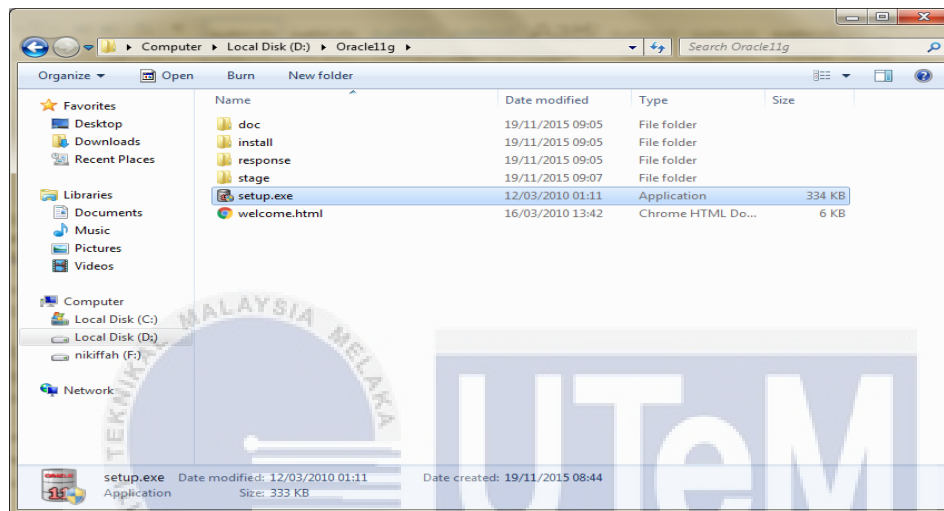 Computer ▸ Local Disk (D:) ▸ Oracle11g ▸
Search Oracle11g
Organize Open Burn New folder
Name Date modified Type Size
Favorites
Desktop
Downloads
Recent Places
Libraries
Documents
Music
Pictures
Videos
Computer
Local Disk (C:)
Local Disk (D:)
nikiffah (F:)
Network
doc 19/11/2015 09:05 File folder
install 19/11/2015 09:05 File folder
response 19/11/2015 09:05 File folder
stage 19/11/2015 09:07 File folder
setup.exe 12/03/2010 01:11 Application 334 KB
welcome.html 16/03/2010 13:42 Chrome HTML Do... 6 KB
TEKNIKAL MALAYSIA MELAKA
UTeM
setup.exe Date modified: 12/03/2010 01:11 Date created: 19/11/2015 08:44
Application Size: 333 KB
ORACLE
11g